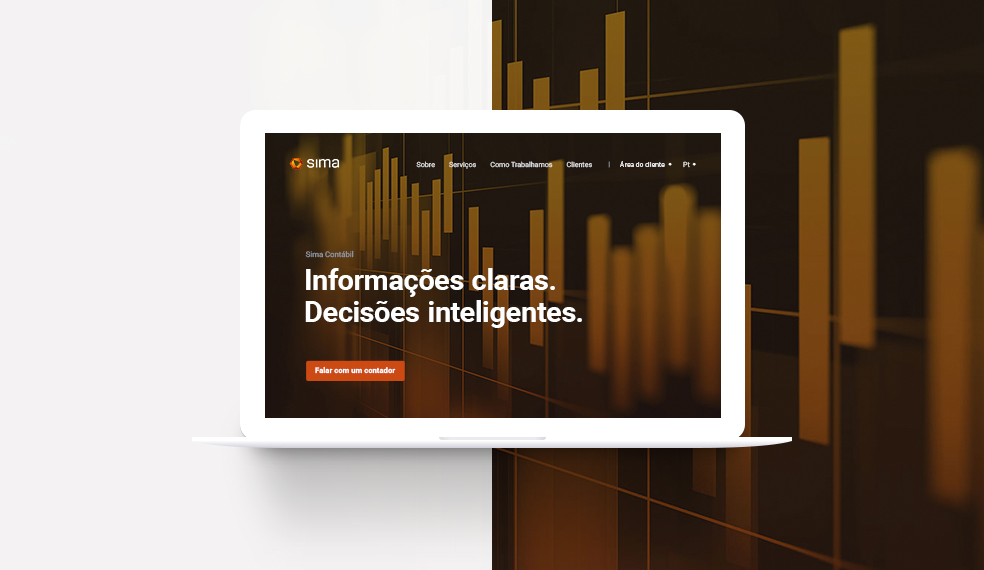 sima
Sobre Serviços Como Trabalhamos Clientes | Área do cliente Pt
Sima Contábil
Informações claras.
Decisões inteligentes.
Falar com um contador